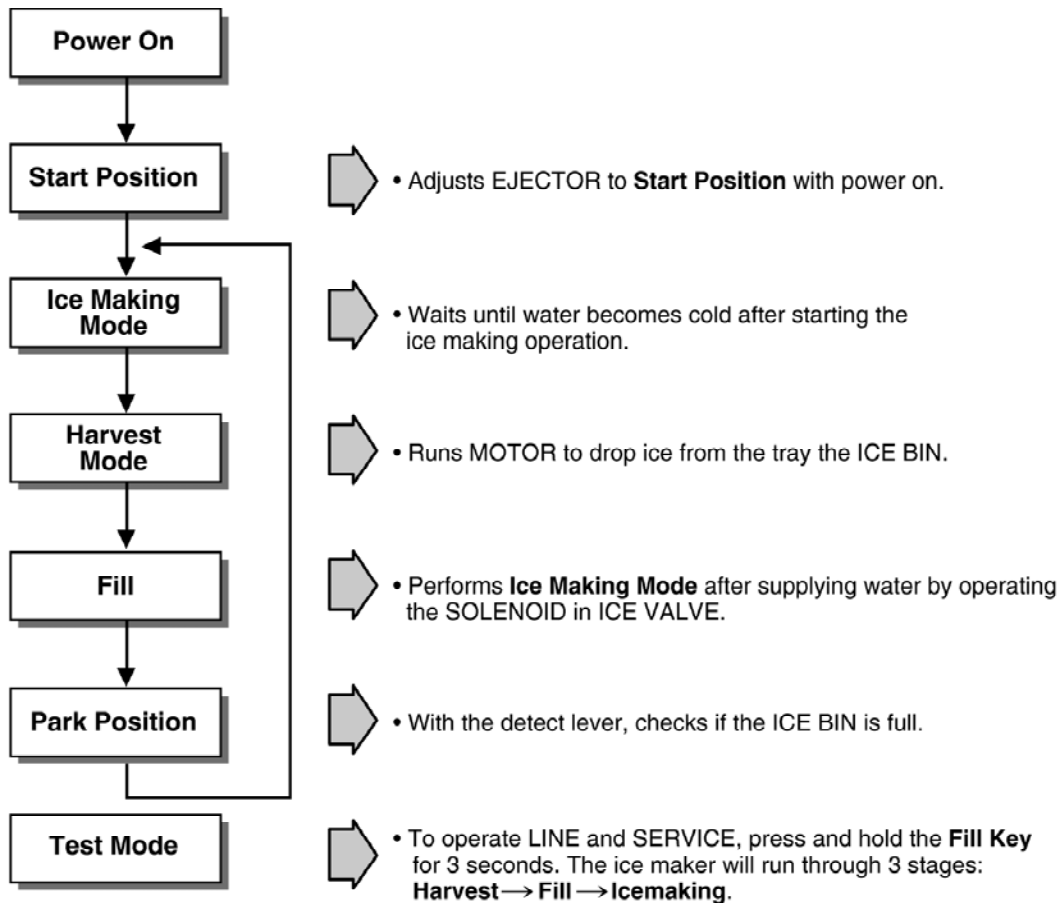 Power On
Start Position
• Adjusts EJECTOR to Start Position with power on.
Ice Making
Mode
• Waits until water becomes cold after starting the
ice making operation.
Harvest
Mode
• Runs MOTOR to drop ice from the tray the ICE BIN.
Fill
• Performs Ice Making Mode after supplying water by operating
the SOLENOID in ICE VALVE.
Park Position
• With the detect lever, checks if the ICE BIN is full.
Test Mode
• To operate LINE and SERVICE, press and hold the Fill Key
for 3 seconds. The ice maker will run through 3 stages:
Harvest→Fill→Icemaking.